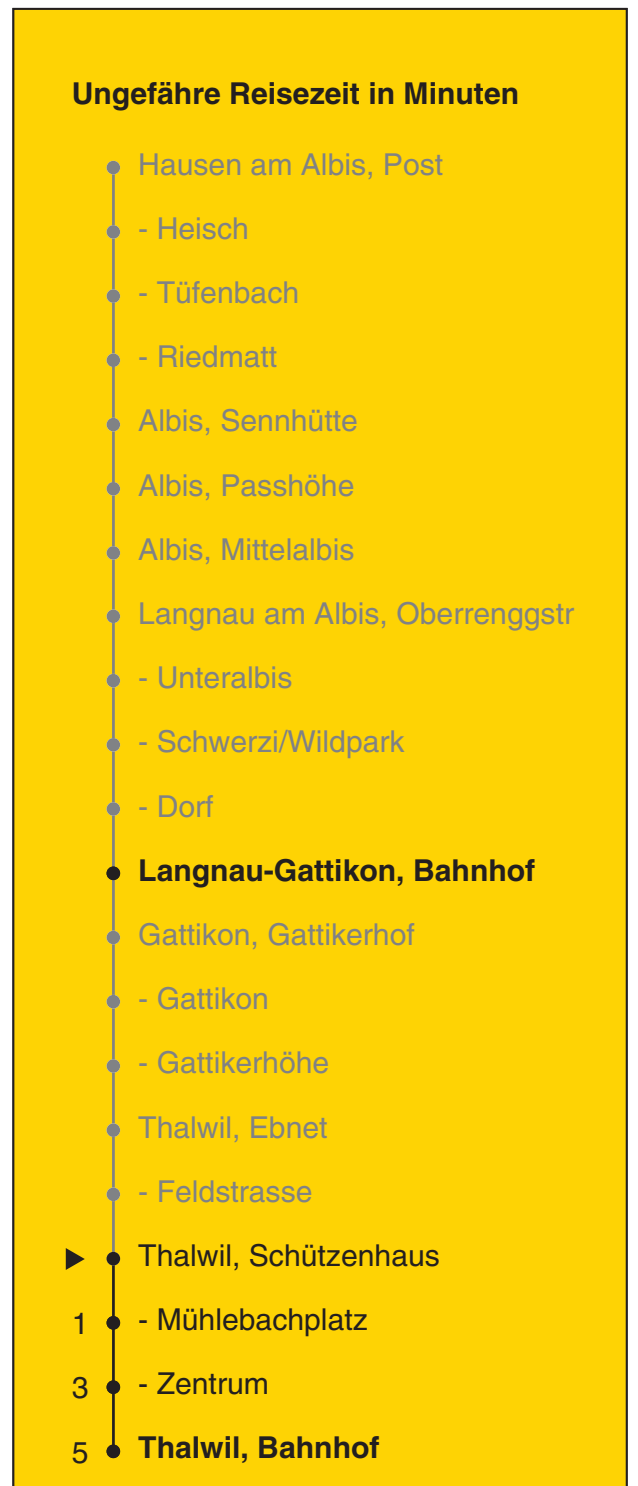 Ungefähre Reisezeit in Minuten
Hausen am Albis, Post
- Heisch
- Tüfenbach
- Riedmatt
Albis, Sennhütte
Albis, Passhöhe
Albis, Mittelalbis
Langnau am Albis, Oberrenggstr
- Unteralbis
- Schwerzi/Wildpark
- Dorf
Langnau-Gattikon, Bahnhof
Gattikon, Gattikerhof
- Gattikon
- Gattikerhöhe
Thalwil, Ebnet
- Feldstrasse
Thalwil, Schützenhaus
1 - Mühlebachplatz
3 - Zentrum
5 Thalwil, Bahnhof